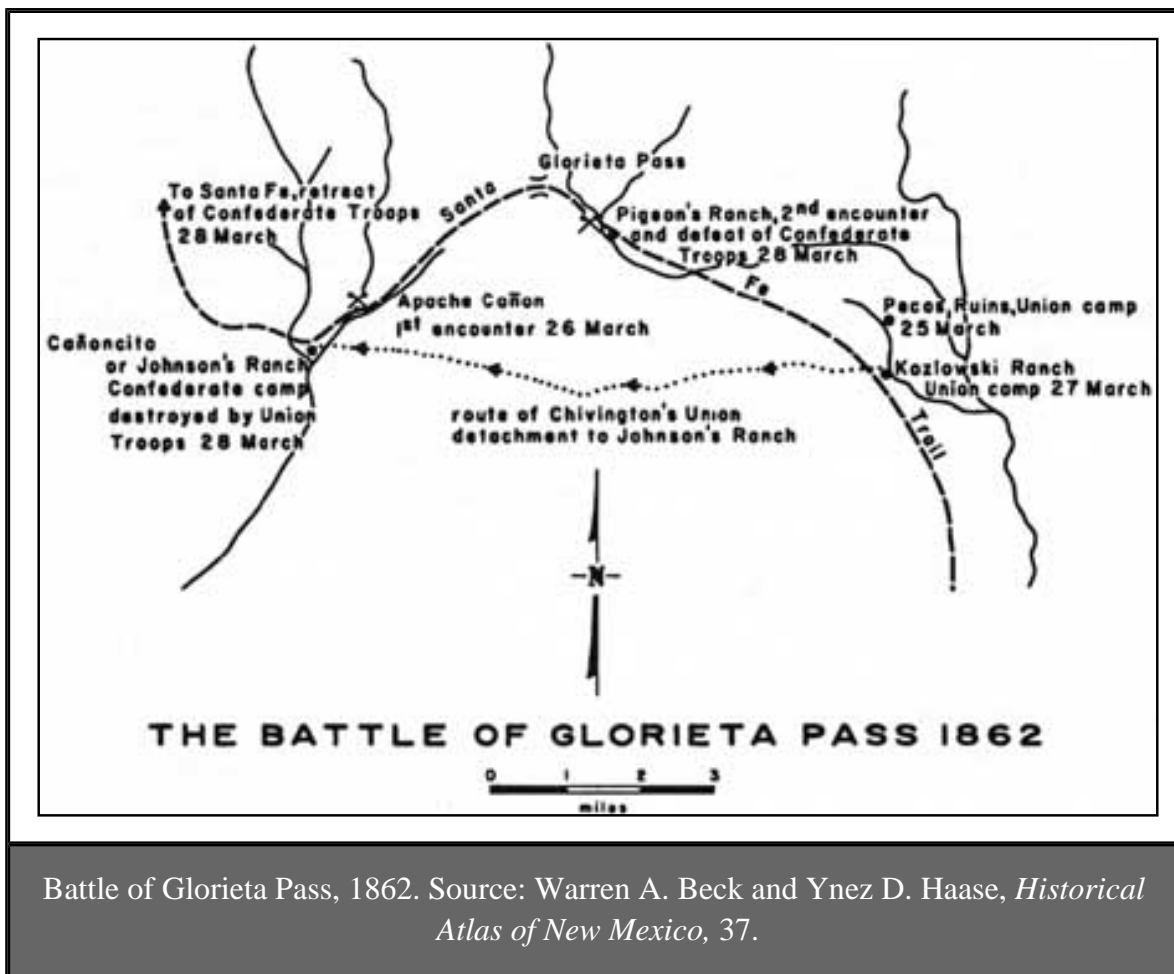 Glorieta Pass
Santa
To Santa Fe, retreat
of Confederate Troops
28 March
Pigeon's Ranch, 2nd encounter
and defeat of Confederate
Troops 28 March
Fe
Apache Cañon
1st encounter 26 March
Pecos, Ruins, Union camp
25 March
Cañoncito
or Johnson's Ranch
Confederate camp
destroyed by Union
Troops 28 March
Kozlowski Ranch
Union camp 27 March
route of Chivington's Union
detachment to Johnson's Ranch
Trail
N
THE BATTLE OF GLORIETA PASS 1862
0 1 2 3
miles
Battle of Glorieta Pass, 1862. Source: Warren A. Beck and Ynez D. Haase, Historical
Atlas of New Mexico, 37.